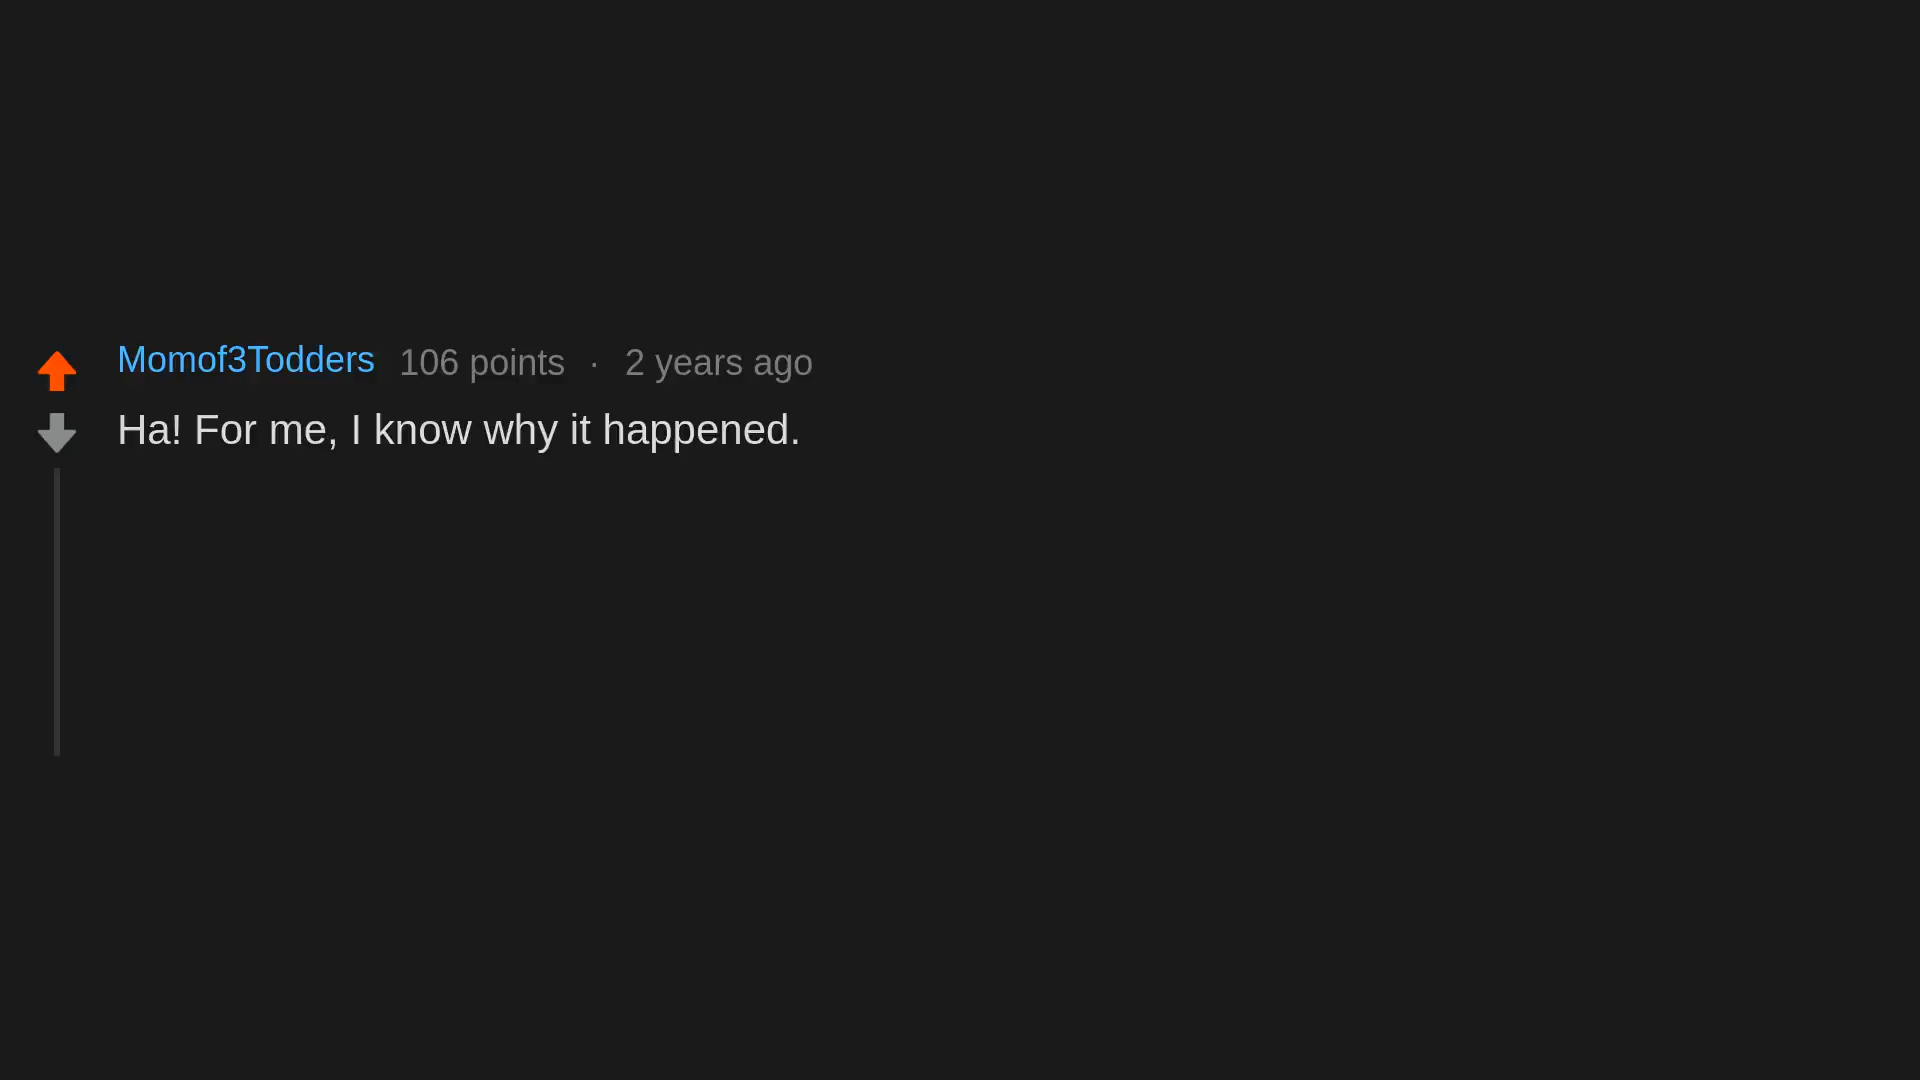 Momof3Todders 106 points · 2 years ago
Ha! For me, I know why it happened.